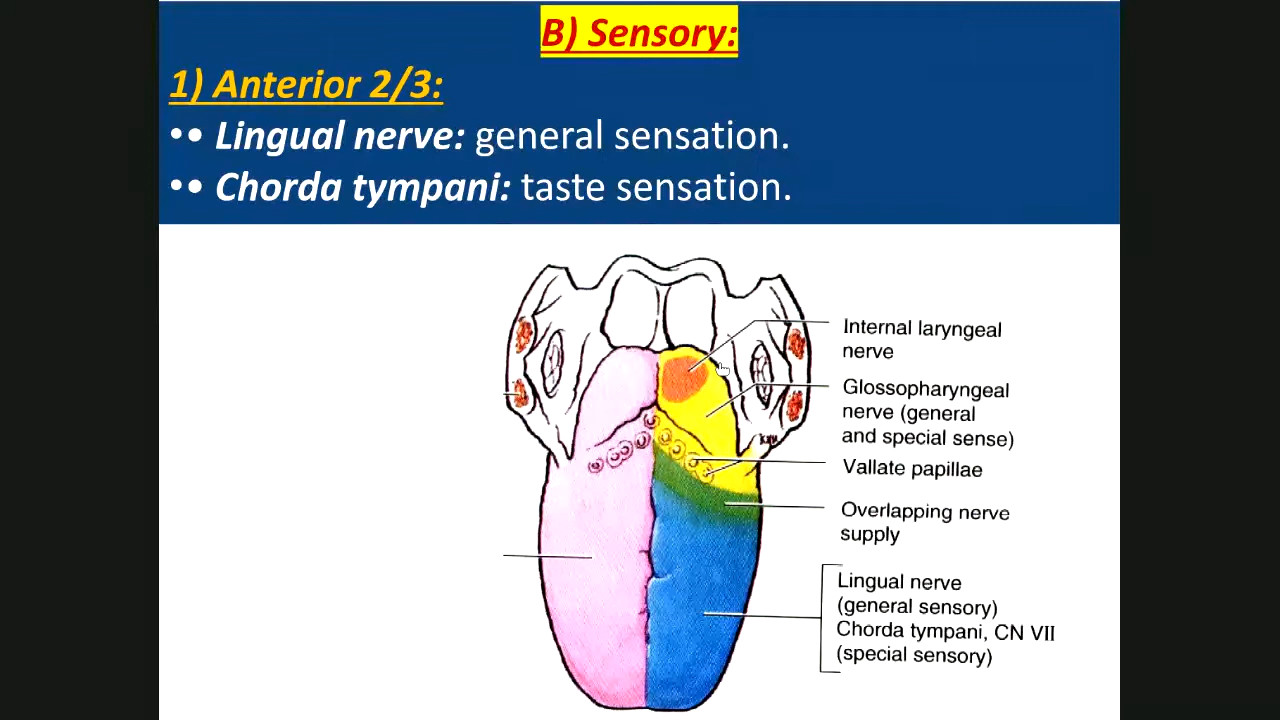 B) Sensory:
1) Anterior 2/3:
•• Lingual nerve: general sensation.
•• Chorda tympani: taste sensation.
Internal laryngeal
nerve
Glossopharyngeal
nerve (general
and special sense)
Vallate papillae
Overlapping nerve
supply
Lingual nerve
(general sensory)
Chorda tympani, CN VII
(special sensory)